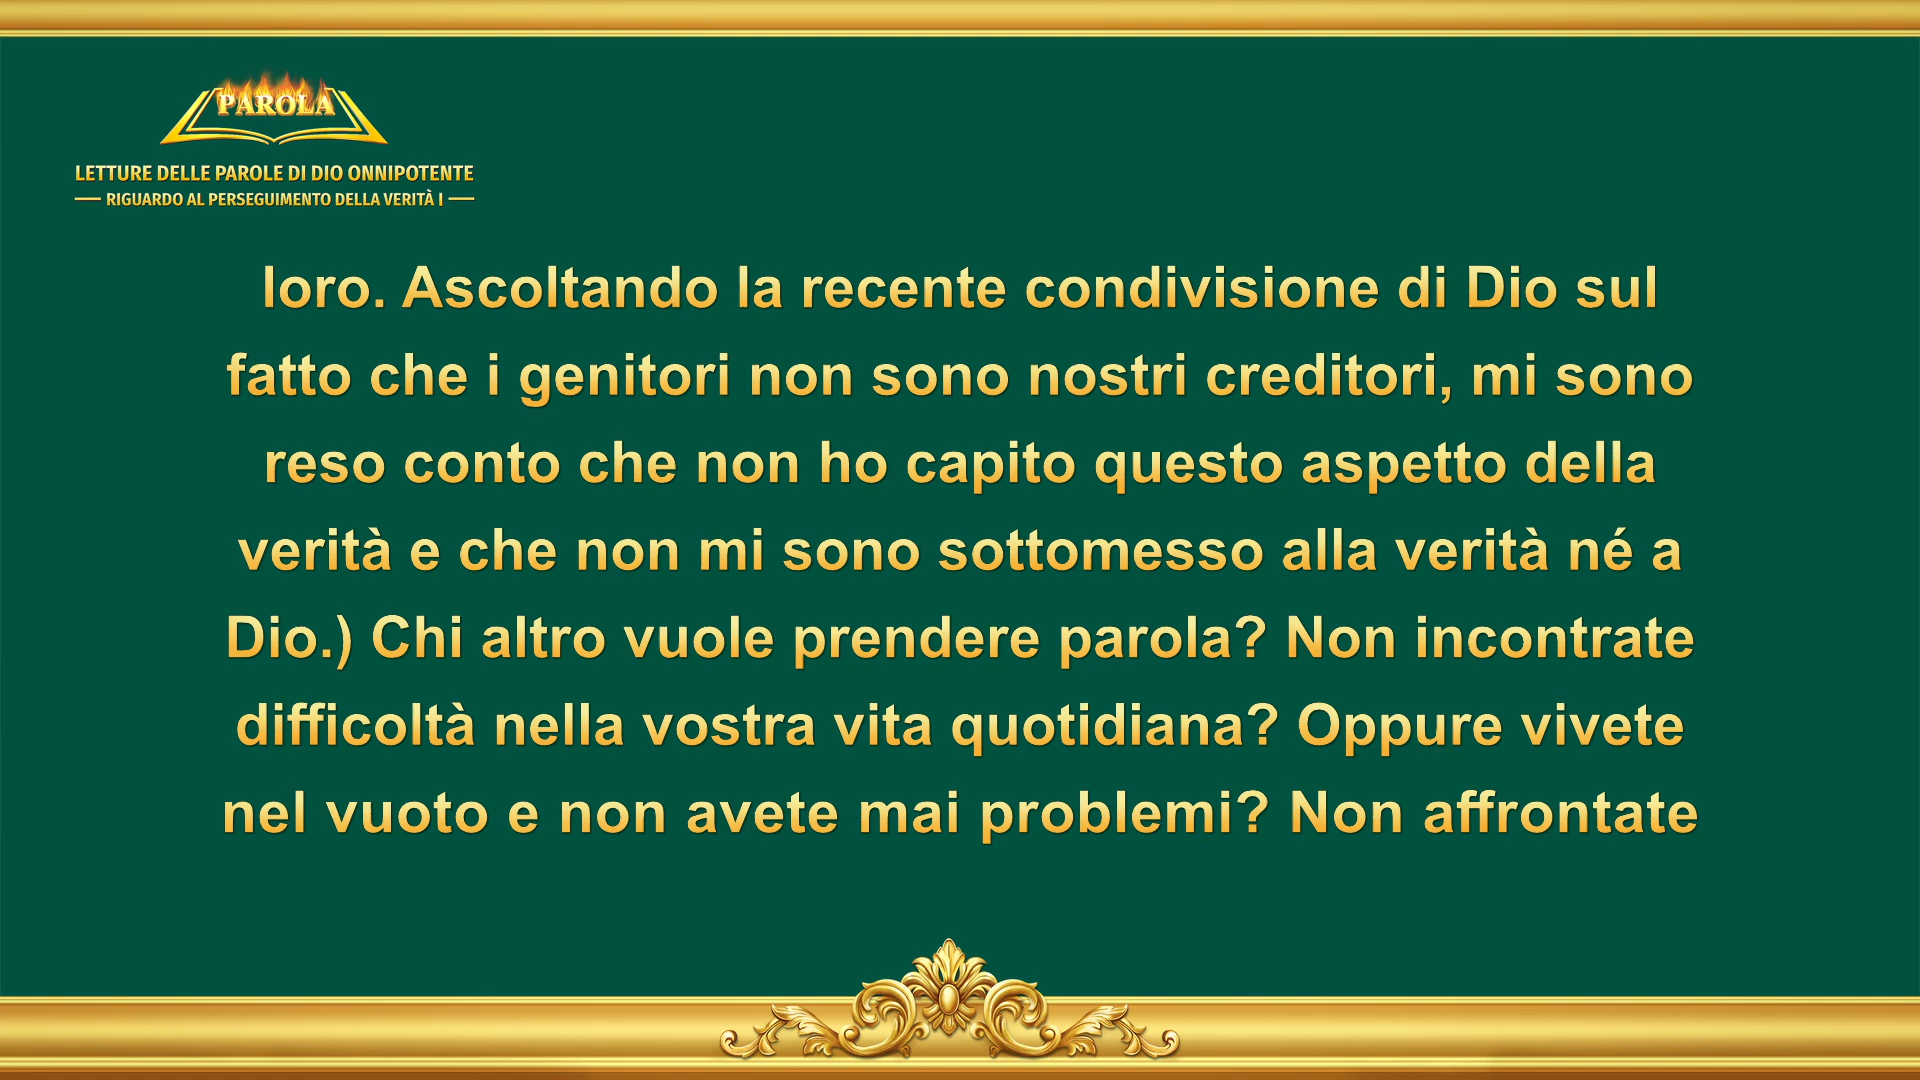 PAROLA
LETTURE DELLE PAROLE DI DIO ONNIPOTENTE
RIGUARDO AL PERSEGUIMENTO DELLA VERITÀ I
loro. Ascoltando la recente condivisione di Dio sul
fatto che i genitori non sono nostri creditori, mi sono
reso conto che non ho capito questo aspetto della
verità e che non mi sono sottomesso alla verità né a
Dio.) Chi altro vuole prendere parola? Non incontrate
difficoltà nella vostra vita quotidiana? Oppure vivete
nel vuoto e non avete mai problemi? Non affrontate